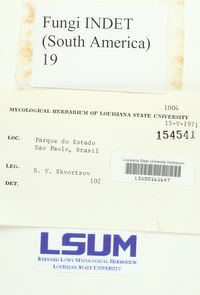 Fungi INDET
(South America)
19
1004
MYCOLOGICAL HERBARIUM OF LOUISIANA STATE UNIVERSITY
15-V-1971
154541
LOC. Parque do Estado
Sao Paulo, Brasil
Louisiana State University Herbarium
LEG. B. V. Skvortzov
DET. 102
LSUM
BERNARD LOWY MYCOLOGICAL HERBARIUM
LOUISIANA STATE UNIVERSITY